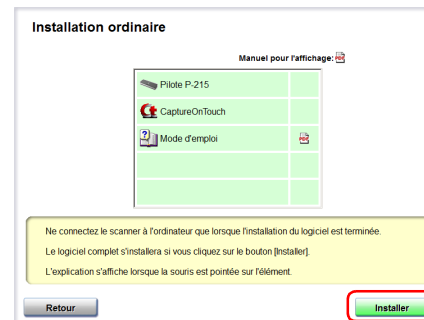 Installation ordinaire
Manuel pour l'affichage: PDF
Pilote P-215
CaptureOnTouch
Mode d'emploi PDF
Ne connectez le scanner à l'ordinateur que lorsque l'installation du logiciel est terminée.
Le logiciel complet s'installera si vous cliquez sur le bouton [Installer].
L'explication s'affiche lorsque la souris est pointée sur l'élément.
Retour Installer